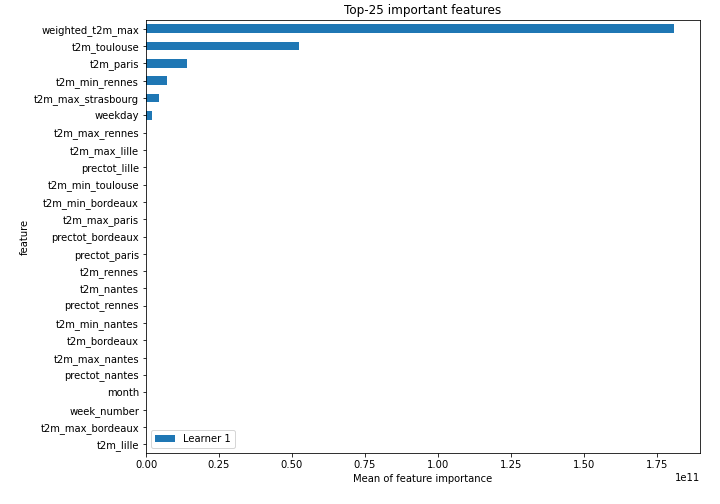 Top-25 important features
weighted_t2m_max
t2m_toulouse
t2m_paris
t2m_min_rennes
t2m_max_strasbourg
weekday
t2m_max_rennes
t2m_max_lille
prectot_lille
t2m_min_toulouse
t2m_min_bordeaux
t2m_max_paris
prectot_bordeaux
prectot_paris
t2m_rennes
t2m_nantes
prectot_rennes
t2m_min_nantes
t2m_bordeaux
t2m_max_nantes
prectot_nantes
month
week_number
t2m_max_bordeaux
t2m_lille
feature
Learner 1
0.00 0.25 0.50 0.75 1.00 1.25 1.50 1.75
1e11
Mean of feature importance